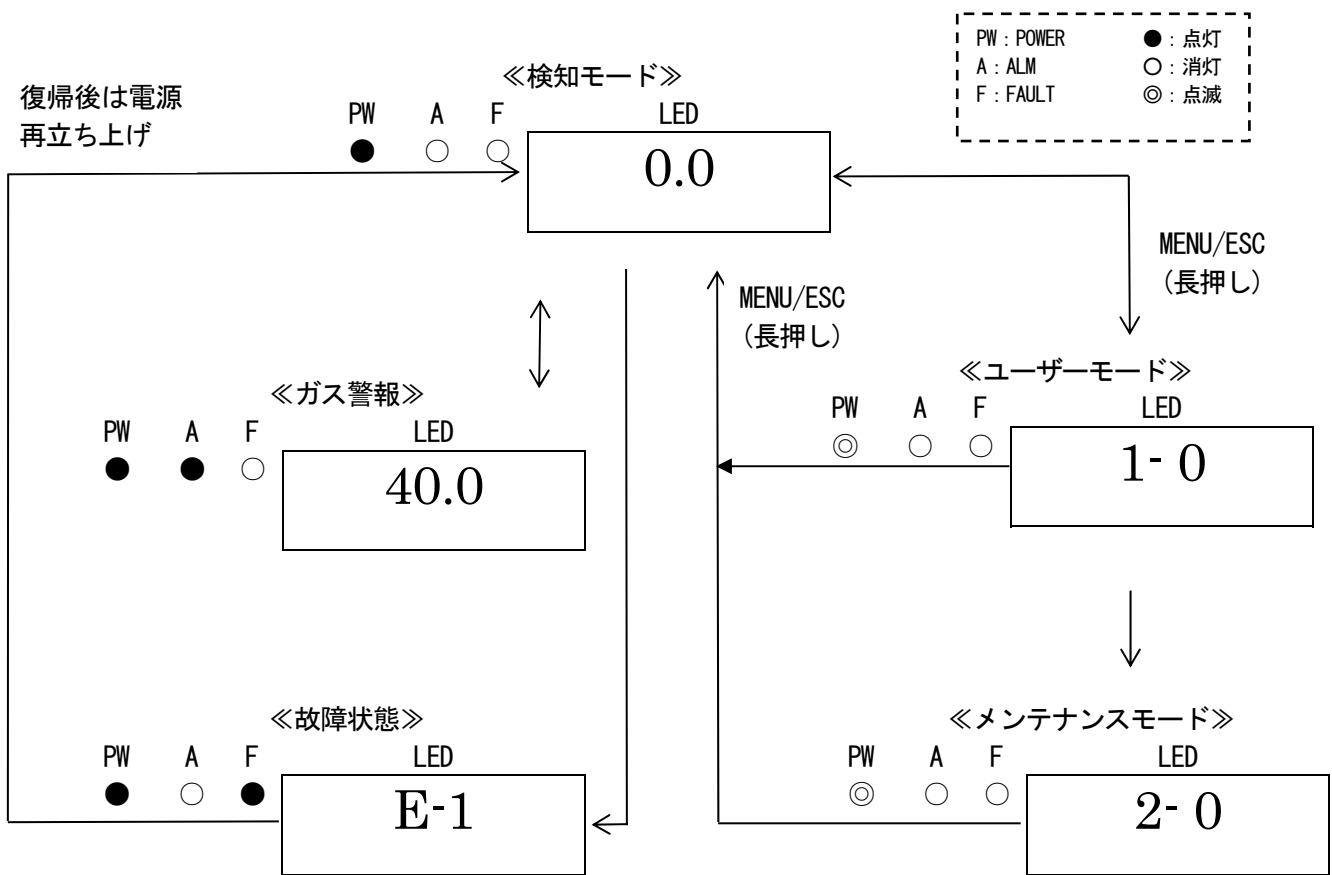 PW：POWER ●：点灯
A：ALM ○：消灯
F：FAULT ◎：点滅
復帰後は電源
再立ち上げ
≪検知モード≫
PW A F LED
● ○ ○
0.0
MENU/ESC
(長押し)
MENU/ESC
(長押し)
≪ガス警報≫
PW A F LED
● ● ○
40.0
≪ユーザーモード≫
PW A F LED
◎ ○ ○
1- 0
≪故障状態≫
PW A F LED
● ○ ●
E-1
≪メンテナンスモード≫
PW A F LED
◎ ○ ○
2- 0